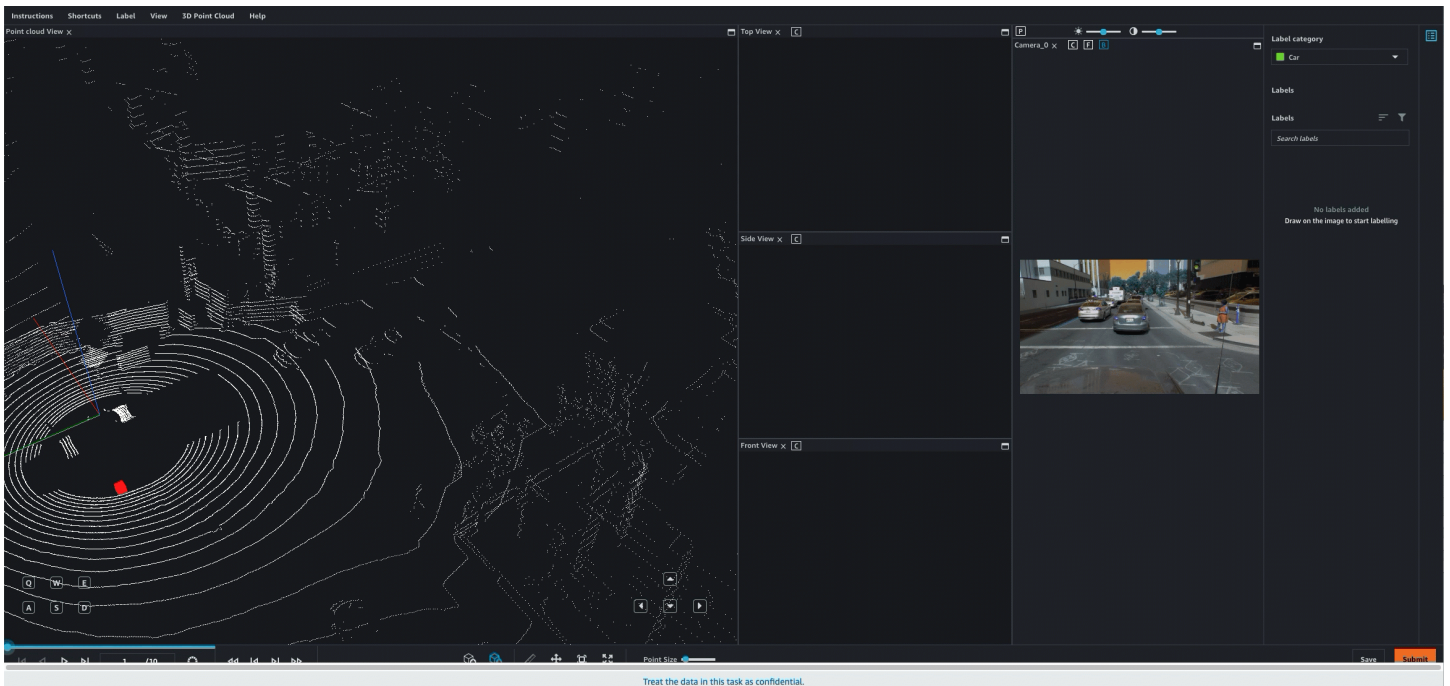 Instructions Shortcuts Label View 3D Point Cloud Help
Point cloud View x
Top View x C
P
Camera_0 x C F B
Label category
Car
Labels
Labels
Search labels
No labels added
Draw on the image to start labelling
Side View x C
Front View x C
Q W E
A S D
1 /10
Point Size
Save Submit
Treat the data in this task as confidential.